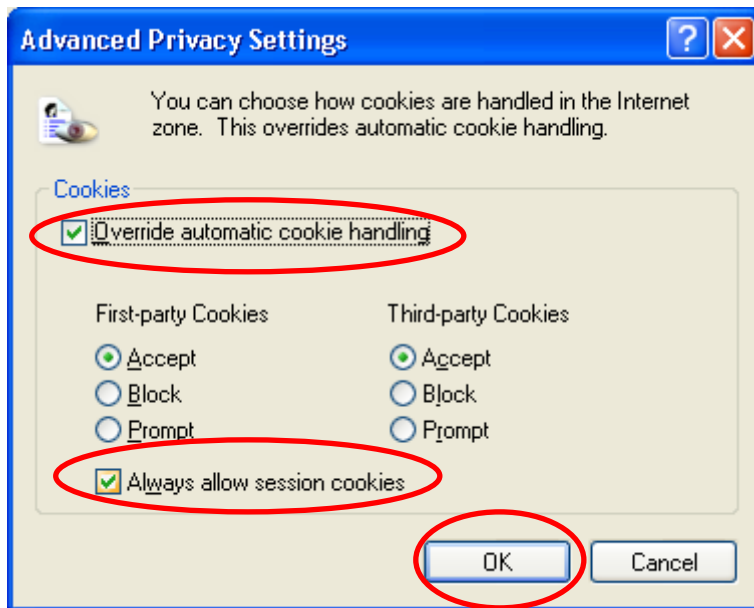 Advanced Privacy Settings
You can choose how cookies are handled in the Internet
zone. This overrides automatic cookie handling.
Cookies
Override automatic cookie handling
First-party Cookies Third-party Cookies
Accept Accept
Block Block
Prompt Prompt
Always allow session cookies
OK Cancel